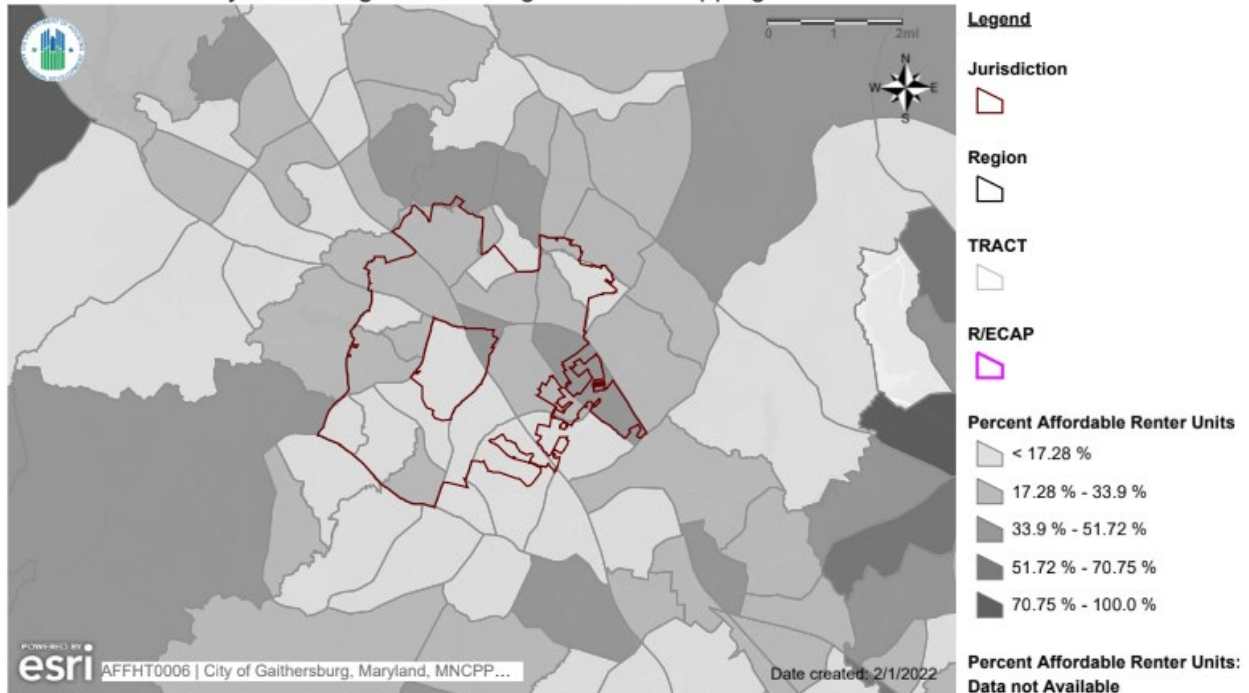 Legend
0 1 2mi
Jurisdiction
N
W E
S
Region
TRACT
R/ECAP
Percent Affordable Renter Units
< 17.28 %
17.28 % - 33.9 %
33.9 % - 51.72 %
51.72 % - 70.75 %
70.75 % - 100.0 %
Percent Affordable Renter Units:
Data not Available
POWERED BY
esri
AFFHT0006 | City of Gaithersburg, Maryland, MNCPP...
Date created: 2/1/2022